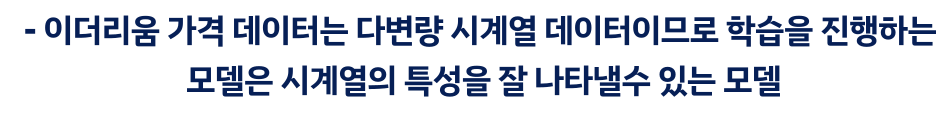 - 이더리움 가격 데이터는 다변량 시계열 데이터이므로 학습을 진행하는
모델은 시계열의 특성을 잘 나타낼수 있는 모델